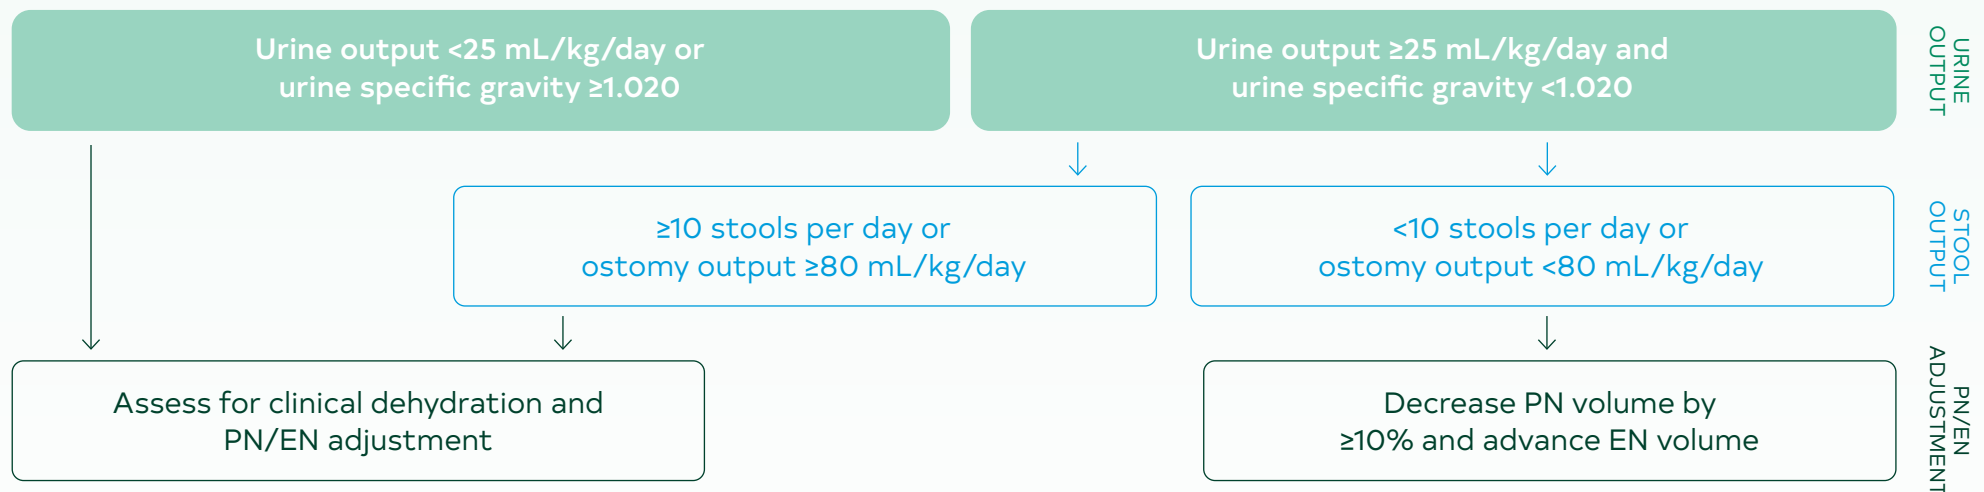 Urine output <25 mL/kg/day or
urine specific gravity ≥1.020
Urine output ≥25 mL/kg/day and
urine specific gravity <1.020
URINE
OUTPUT
≥10 stools per day or
ostomy output ≥80 mL/kg/day
<10 stools per day or
ostomy output <80 mL/kg/day
STOOL
OUTPUT
Assess for clinical dehydration and
PN/EN adjustment
Decrease PN volume by
≥10% and advance EN volume
PN/EN
ADJUSTMENT